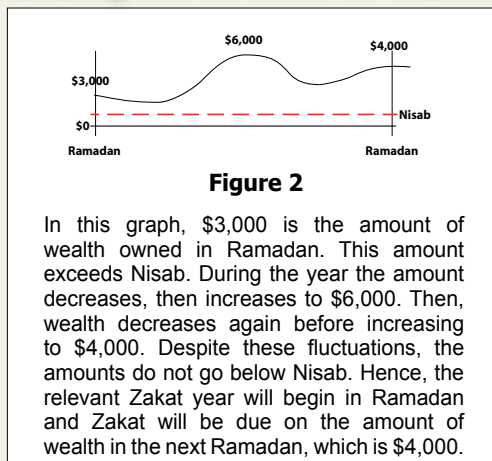 $6,000
$4,000
$3,000
Nisab
$0
Ramadan Ramadan
Figure 2
In this graph, $3,000 is the amount of
wealth owned in Ramadan. This amount
exceeds Nisab. During the year the amount
decreases, then increases to $6,000. Then,
wealth decreases again before increasing
to $4,000. Despite these fluctuations, the
amounts do not go below Nisab. Hence, the
relevant Zakat year will begin in Ramadan
and Zakat will be due on the amount of
wealth in the next Ramadan, which is $4,000.